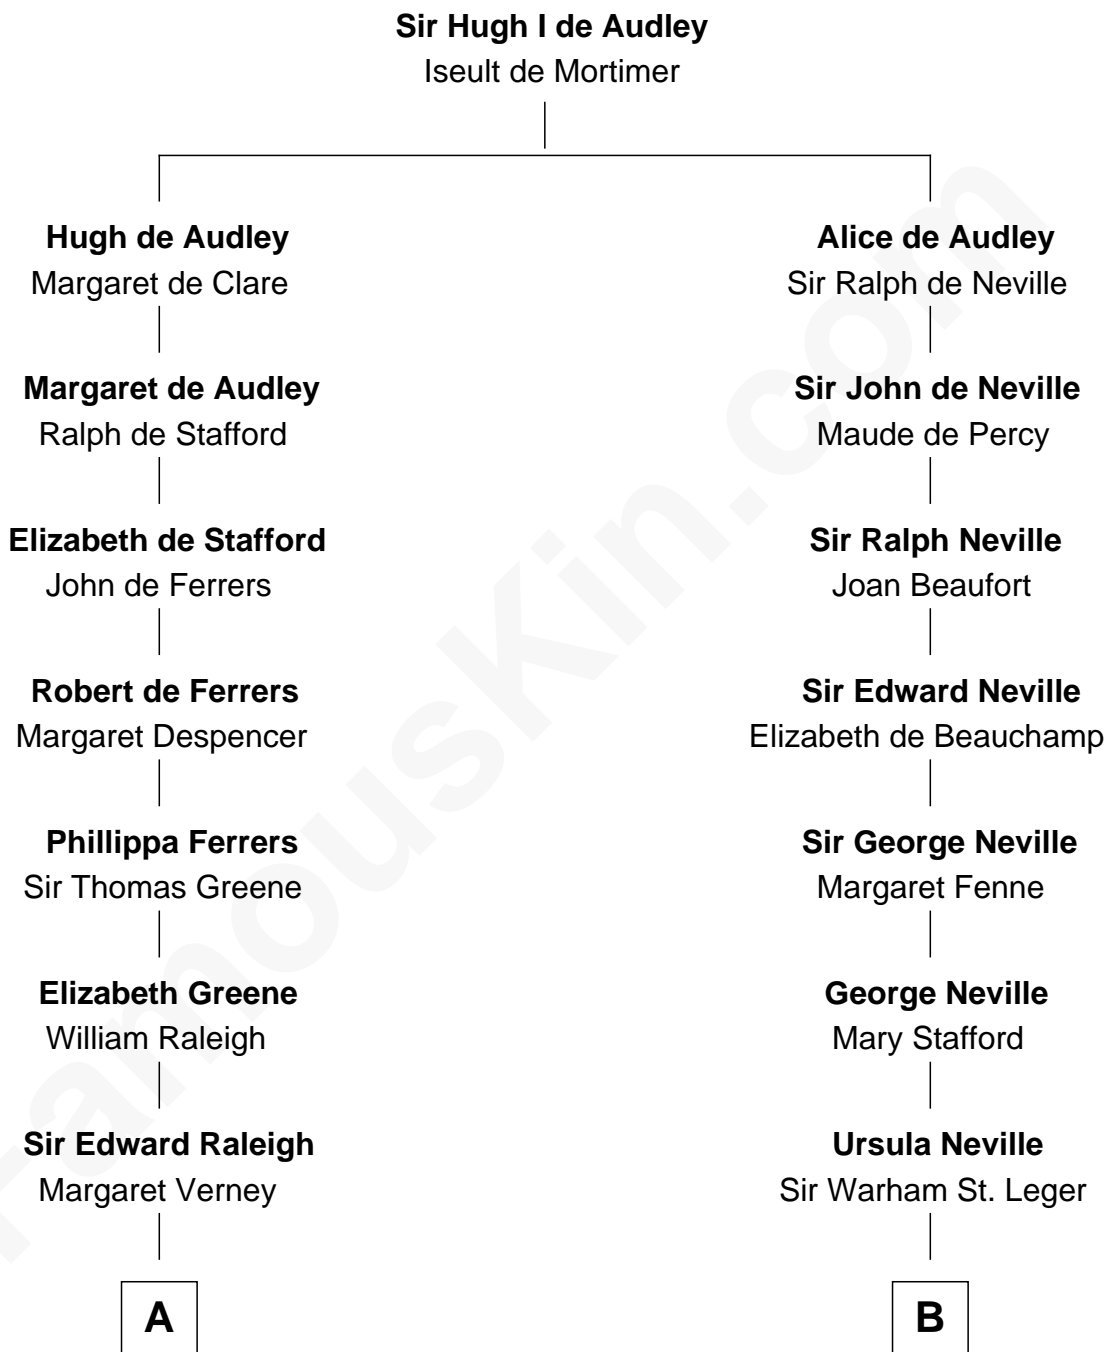 Sir Hugh I de Audley
Iseult de Mortimer
Hugh de Audley
Margaret de Clare
Alice de Audley
Sir Ralph de Neville
Margaret de Audley
Ralph de Stafford
Sir John de Neville
Maude de Percy
Elizabeth de Stafford
John de Ferrers
Sir Ralph Neville
Joan Beaufort
Robert de Ferrers
Margaret Despencer
Sir Edward Neville
Elizabeth de Beauchamp
Phillippa Ferrers
Sir Thomas Greene
Sir George Neville
Margaret Fenne
Elizabeth Greene
William Raleigh
George Neville
Mary Stafford
Sir Edward Raleigh
Margaret Verney
Ursula Neville
Sir Warham St. Leger
A
B
FamousKin.com